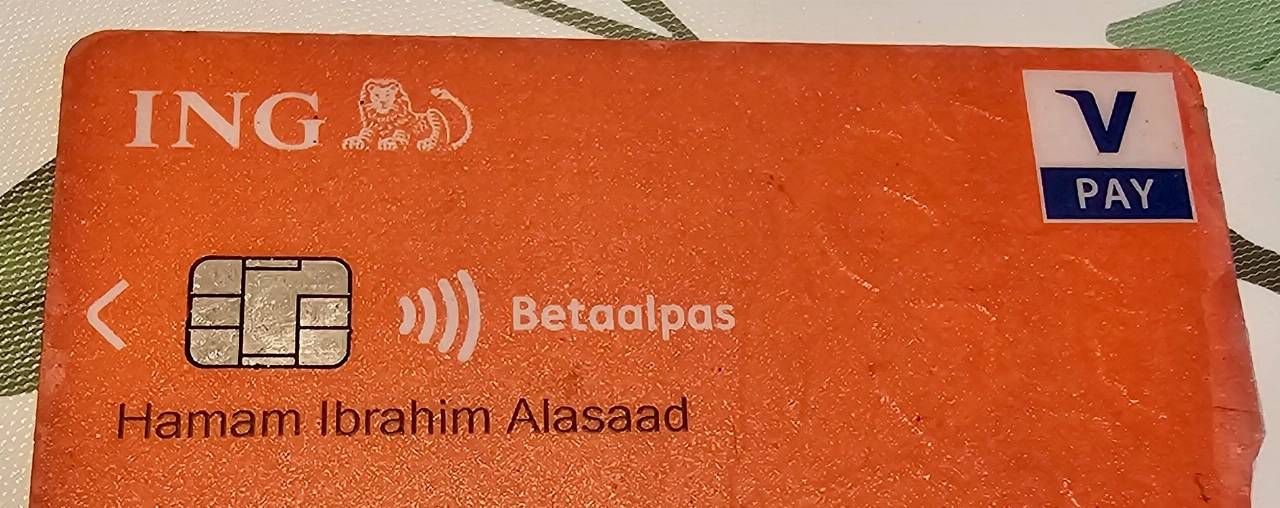 ING
V
PAY
Betaalpas
Hamam Ibrahim Alasaad